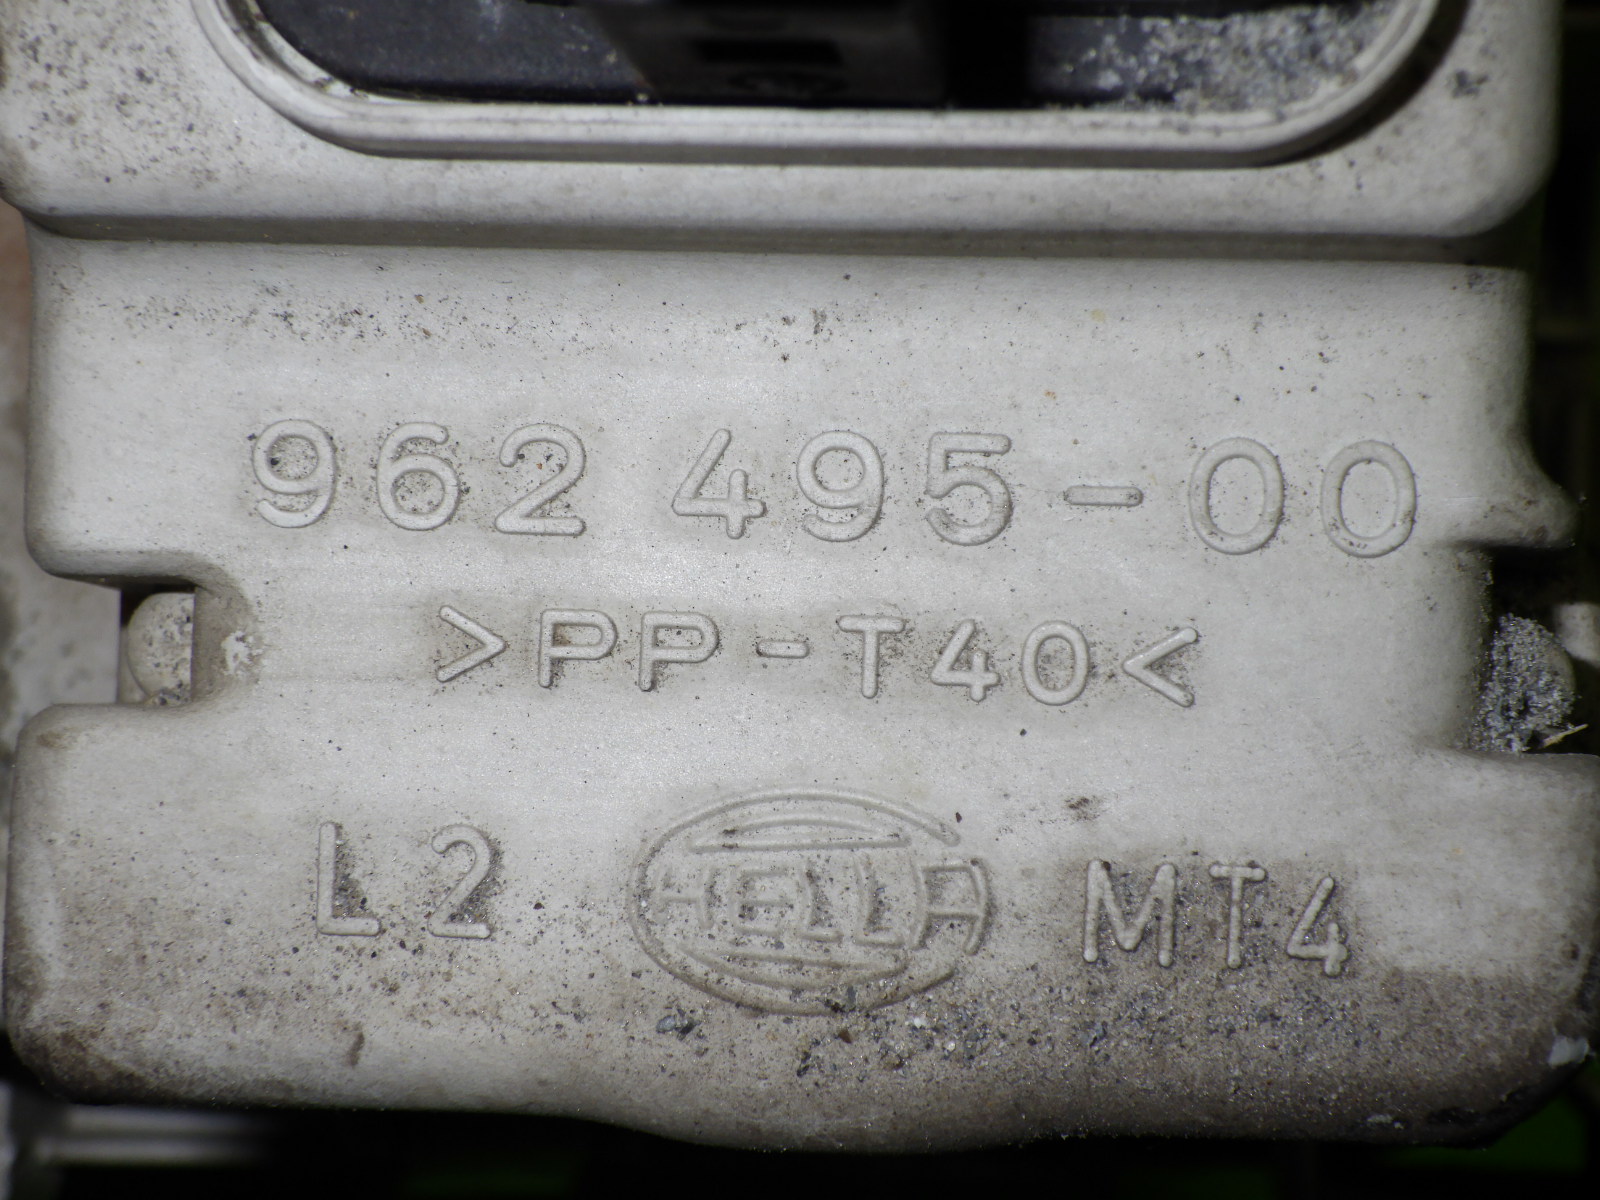 962 495-00
>PP-T40<
L2 HELLA MT4